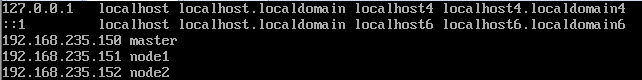 127.0.0.1   localhost localhost.localdomain localhost4 localhost4.localdomain4
::1         localhost localhost.localdomain localhost6 localhost6.localdomain6
192.168.235.150 master
192.168.235.151 node1
192.168.235.152 node2